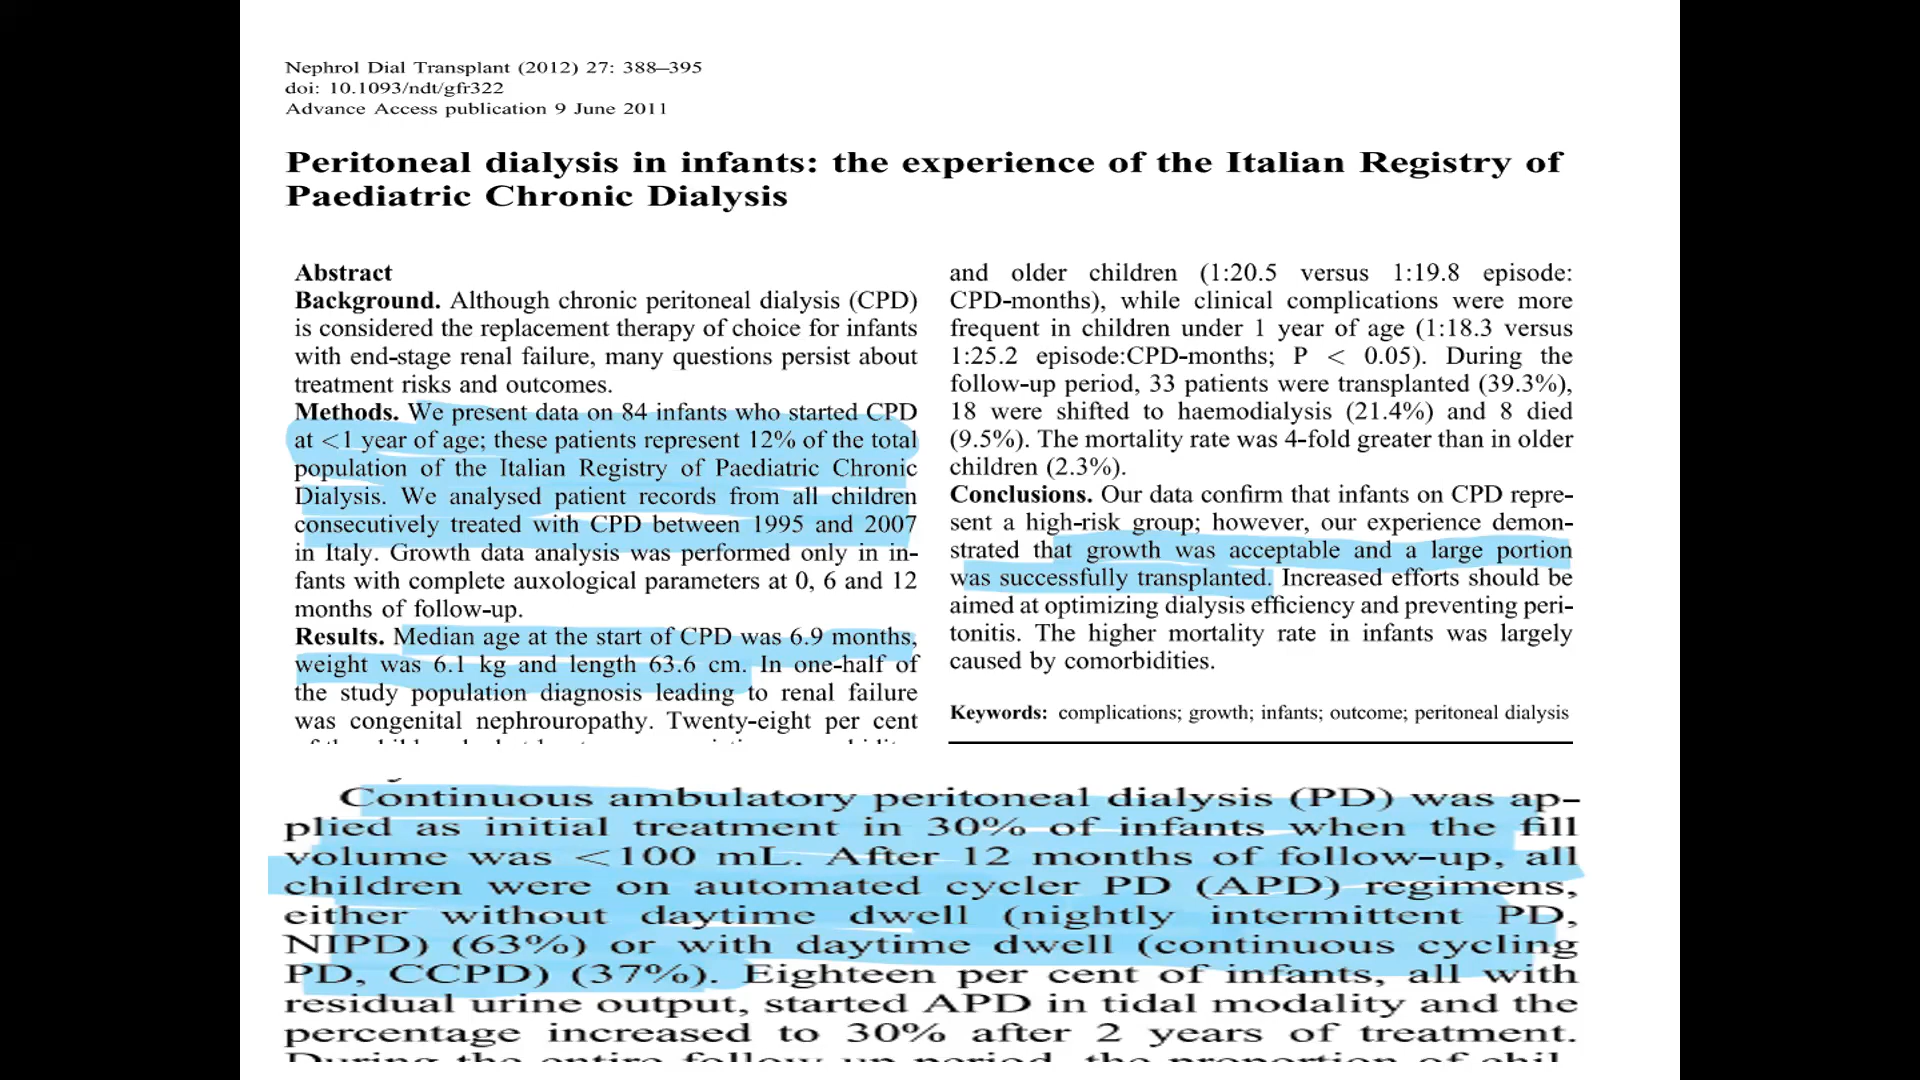 Nephrol Dial Transplant (2012) 27: 388–395
doi: 10.1093/ndt/gfr322
Advance Access publication 9 June 2011
Peritoneal dialysis in infants: the experience of the Italian Registry of
Paediatric Chronic Dialysis
Abstract
Background. Although chronic peritoneal dialysis (CPD)
is considered the replacement therapy of choice for infants
with end-stage renal failure, many questions persist about
treatment risks and outcomes.
Methods. We present data on 84 infants who started CPD
at <1 year of age; these patients represent 12% of the total
population of the Italian Registry of Paediatric Chronic
Dialysis. We analysed patient records from all children
consecutively treated with CPD between 1995 and 2007
in Italy. Growth data analysis was performed only in in-
fants with complete auxological parameters at 0, 6 and 12
months of follow-up.
Results. Median age at the start of CPD was 6.9 months,
weight was 6.1 kg and length 63.6 cm. In one-half of
the study population diagnosis leading to renal failure
was congenital nephrouropathy. Twenty-eight per cent
and older children (1:20.5 versus 1:19.8 episode:
CPD-months), while clinical complications were more
frequent in children under 1 year of age (1:18.3 versus
1:25.2 episode:CPD-months; P < 0.05). During the
follow-up period, 33 patients were transplanted (39.3%),
18 were shifted to haemodialysis (21.4%) and 8 died
(9.5%). The mortality rate was 4-fold greater than in older
children (2.3%).
Conclusions. Our data confirm that infants on CPD repre-
sent a high-risk group; however, our experience demon-
strated that growth was acceptable and a large portion
was successfully transplanted. Increased efforts should be
aimed at optimizing dialysis efficiency and preventing peri-
tonitis. The higher mortality rate in infants was largely
caused by comorbidities.
Keywords: complications; growth; infants; outcome; peritoneal dialysis
Continuous ambulatory peritoneal dialysis (PD) was ap-
plied as initial treatment in 30% of infants when the fill
volume was <100 mL. After 12 months of follow-up, all
children were on automated cycler PD (APD) regimens,
either without daytime dwell (nightly intermittent PD,
NIPD) (63%) or with daytime dwell (continuous cycling
PD, CCPD) (37%). Eighteen per cent of infants, all with
residual urine output, started APD in tidal modality and the
percentage increased to 30% after 2 years of treatment.
During the entire follow-up period, the proportion of chil-